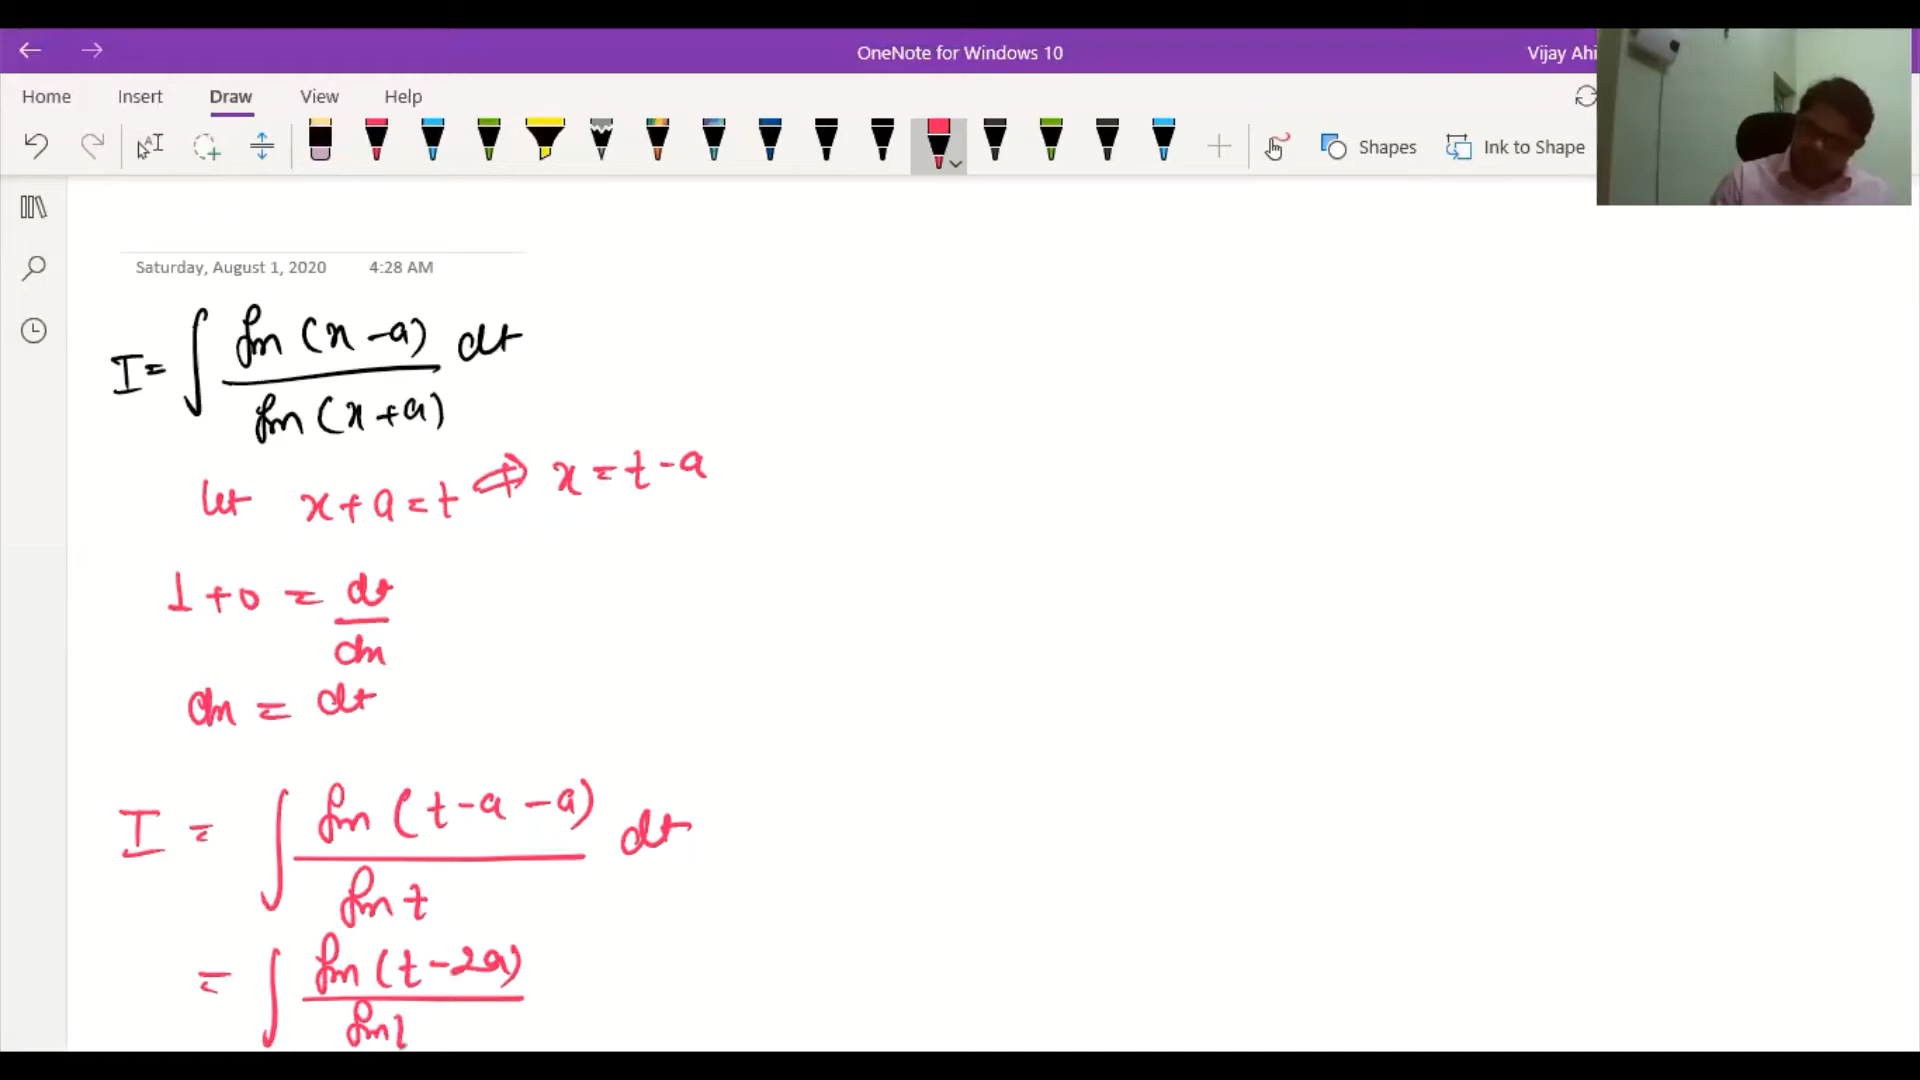 OneNote for Windows 10
Vijay Ahi
Home Insert Draw View Help
Shapes Ink to Shape
Saturday, August 1, 2020 4:28 AM
I = ∫ sin (x - a) / sin (x + a) dt
let x + a = t ⇔ x = t - a
1 + 0 = dt / dx
dx = dt
I = ∫ sin (t - a - a) / sin t dt
= ∫ sin (t - 2a) / sin t